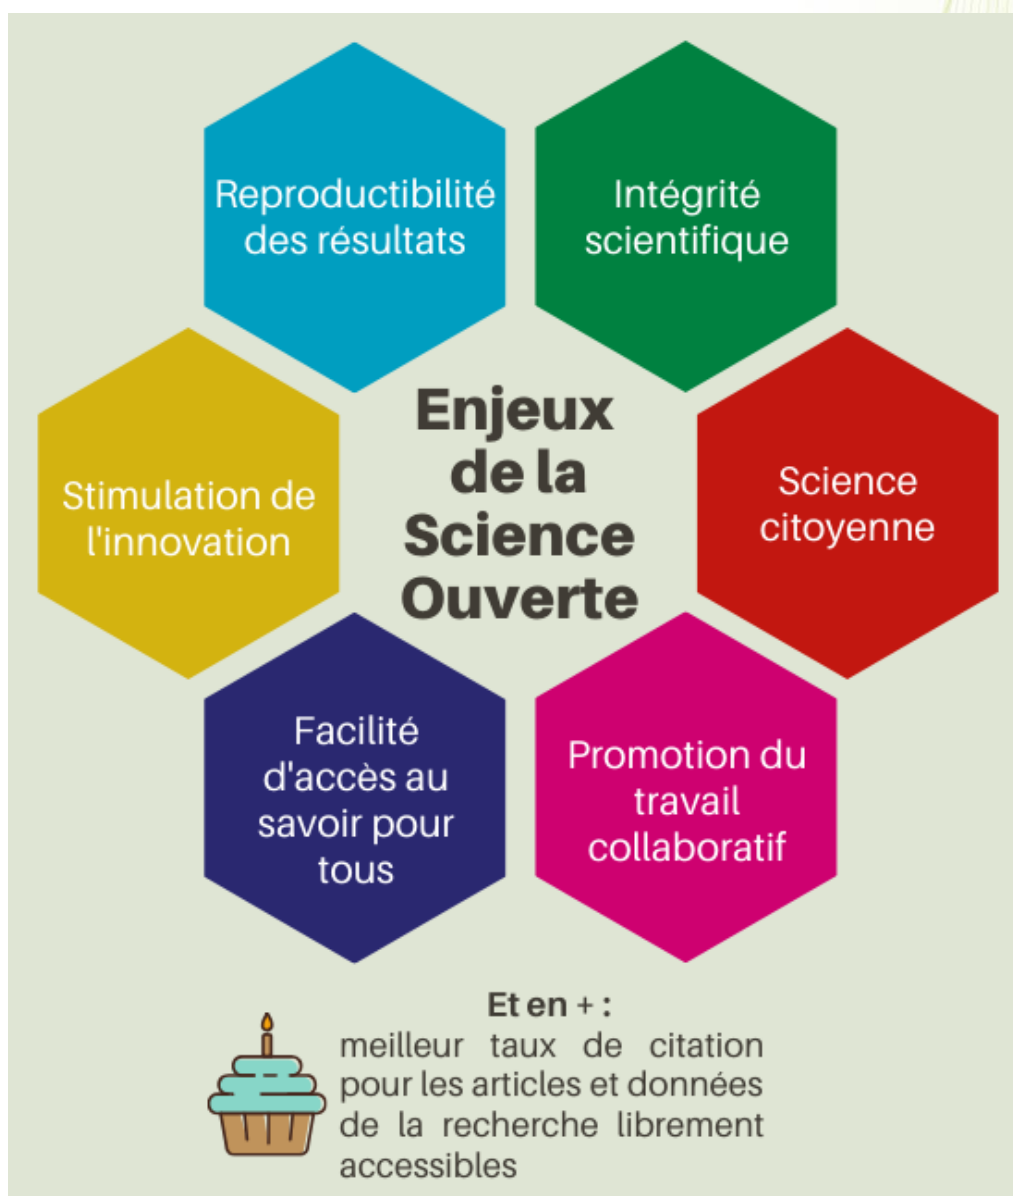 Reproductibilité
des résultats
Intégrité
scientifique
Stimulation de
l'innovation
Enjeux
de la
Science
Ouverte
Science
citoyenne
Facilité
d'accès au
savoir pour
tous
Promotion du
travail
collaboratif
Et en + :
meilleur taux de citation
pour les articles et données
de la recherche librement
accessibles